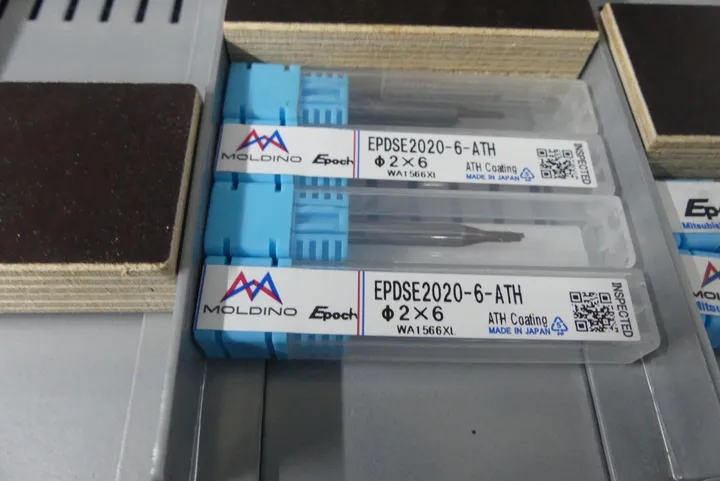 EPDSE2020-6-ATH
MOLDINO Epoch Φ2×6 ATH Coating
WA1566XL MADE IN JAPAN
INSPECTED
EPDSE2020-6-ATH
MOLDINO Epoch Φ2×6 ATH Coating
WA1566XL MADE IN JAPAN
INSPECTED